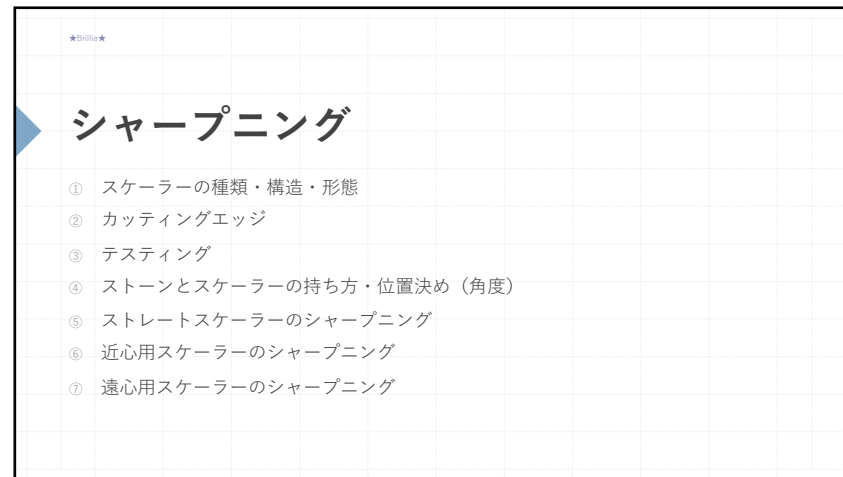 ★Brillia★
シャープニング
① スケーラーの種類・構造・形態
② カッティングエッジ
③ テスティング
④ ストーンとスケーラーの持ち方・位置決め（角度）
⑤ ストレートスケーラーのシャープニング
⑥ 近心用スケーラーのシャープニング
⑦ 遠心用スケーラーのシャープニング